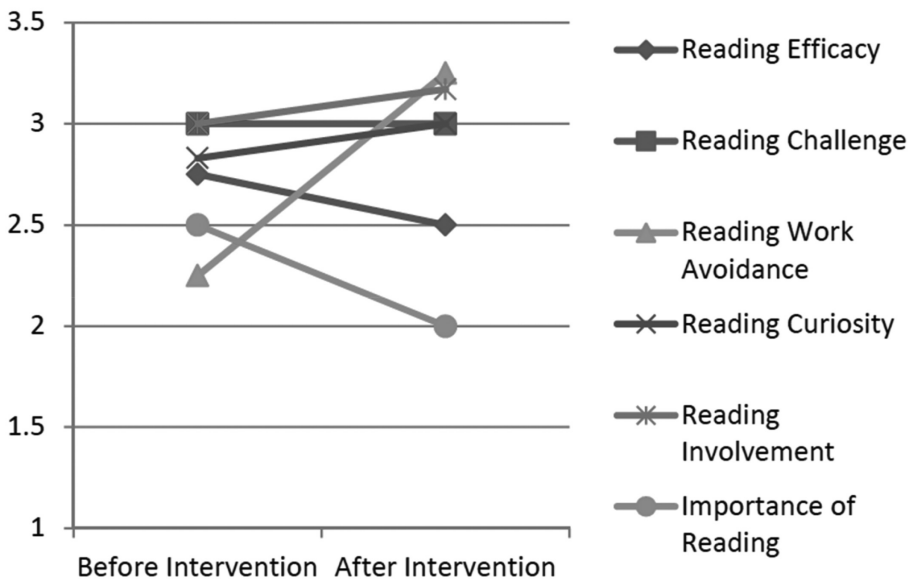 3.5
3
2.5
2
1.5
1
Before Intervention After Intervention
Reading Efficacy
Reading Challenge
Reading Work
Avoidance
Reading Curiosity
Reading
Involvement
Importance of
Reading